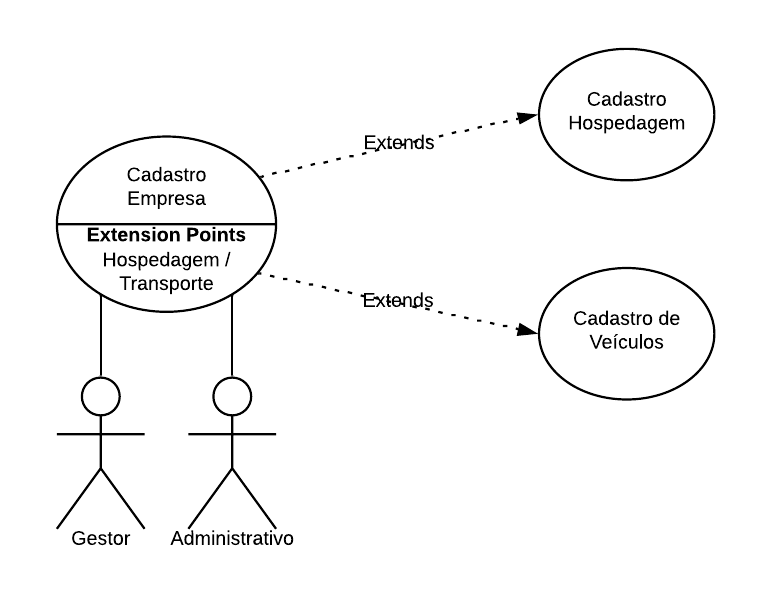 Cadastro
Hospedagem
Extends
Cadastro
Empresa
Extension Points
Hospedagem /
Transporte
Extends
Cadastro de
Veículos
Gestor
Administrativo